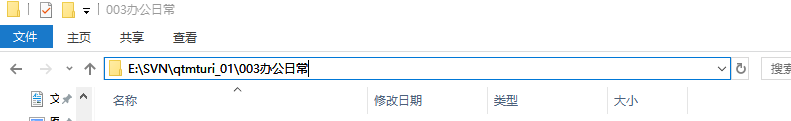 003办公日常
文件 主页 共享 查看
E:\SVN\qtmturi_01\003办公日常 搜索
文 名称 修改日期 类型 大小